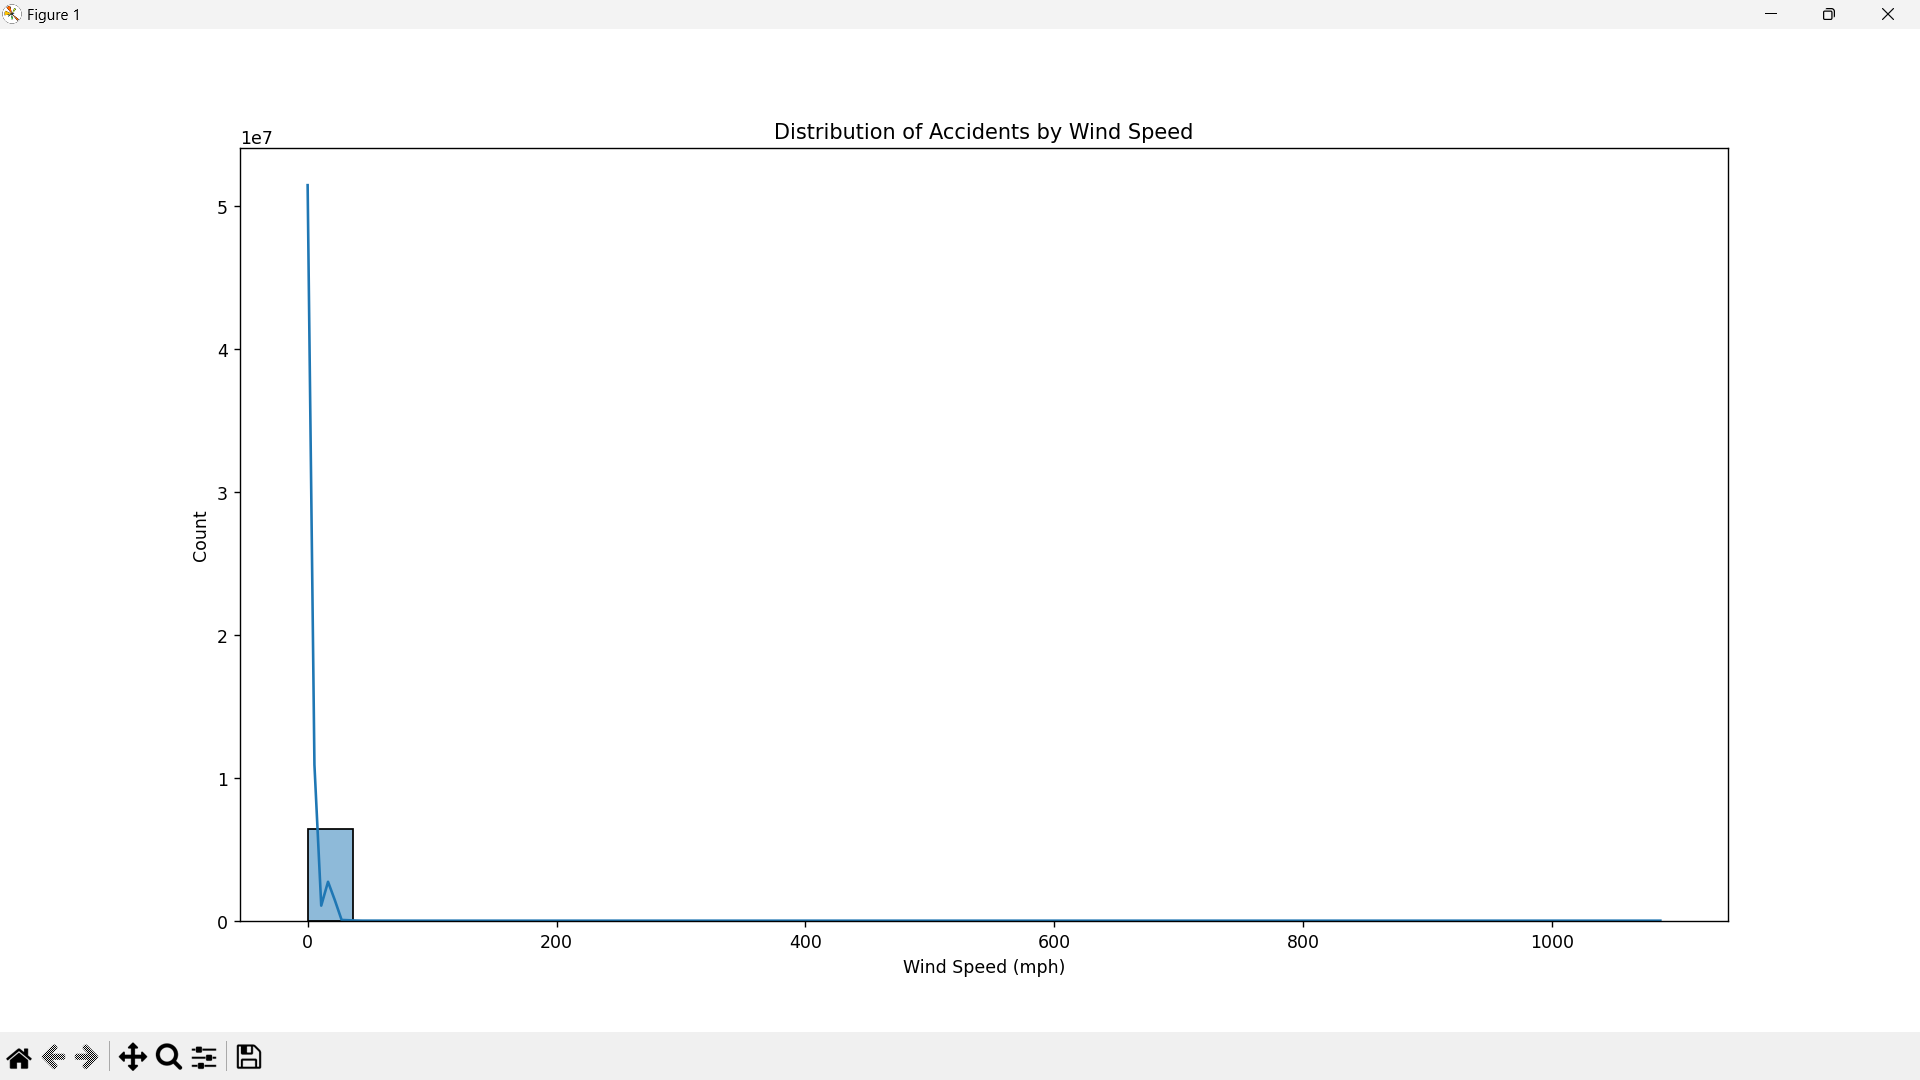 Figure 1
Distribution of Accidents by Wind Speed
1e7
5
4
3
2
1
0
Count
0 200 400 600 800 1000
Wind Speed (mph)